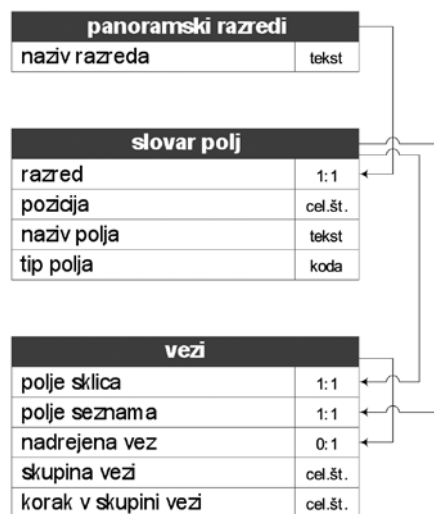 panoramski razredi
naziv razreda tekst
slovar polj
razred 1:1
pozicija cel.št.
naziv polja tekst
tip polja koda
vezi
polje sklica 1:1
polje seznama 1:1
nadrejena vez 0:1
skupina vezi cel.št.
korak v skupini vezi cel.št.